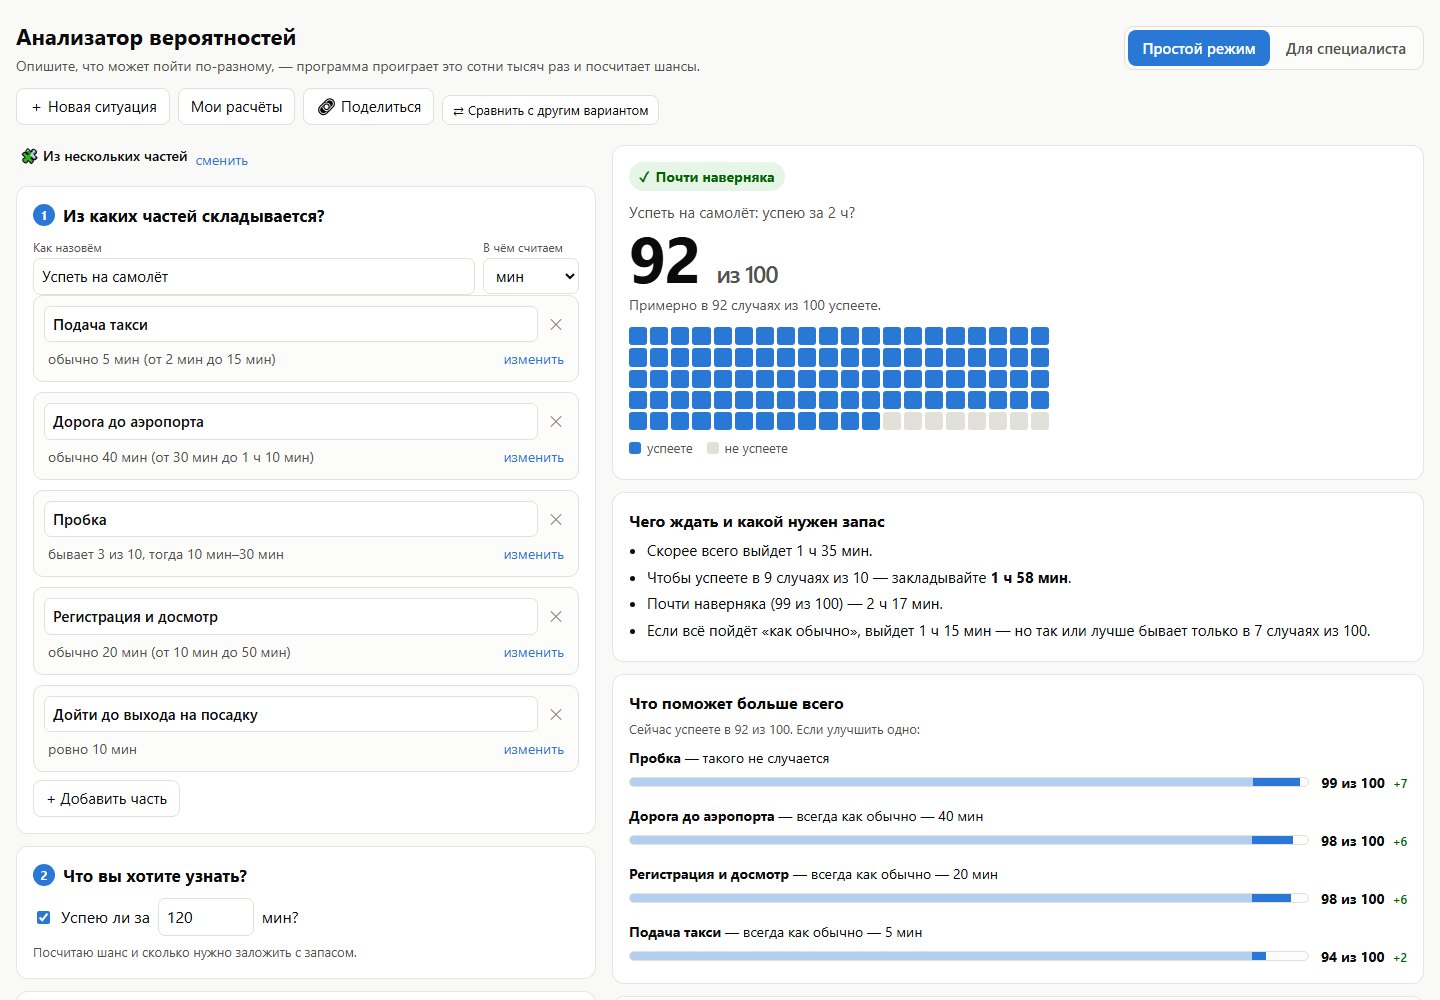 Анализатор вероятностей
Опишите, что может пойти по-разному, — программа проиграет это сотни тысяч раз и посчитает шансы.
Простой режим
Для специалиста
+ Новая ситуация
Мои расчёты
Поделиться
⇄ Сравнить с другим вариантом
Из нескольких частей
сменить
1 Из каких частей складывается?
Как назовём
В чём считаем
Успеть на самолёт
мин
Подача такси
обычно 5 мин (от 2 мин до 15 мин)
изменить
Дорога до аэропорта
обычно 40 мин (от 30 мин до 1 ч 10 мин)
изменить
Пробка
бывает 3 из 10, тогда 10 мин–30 мин
изменить
Регистрация и досмотр
обычно 20 мин (от 10 мин до 50 мин)
изменить
Дойти до выхода на посадку
ровно 10 мин
изменить
+ Добавить часть
2 Что вы хотите узнать?
Успею ли за 120 мин?
Посчитаю шанс и сколько нужно заложить с запасом.
✓ Почти наверняка
Успеть на самолёт: успею за 2 ч?
92 из 100
Примерно в 92 случаях из 100 успеете.
успеете
не успеете
Чего ждать и какой нужен запас
• Скорее всего выйдет 1 ч 35 мин.
• Чтобы успеете в 9 случаях из 10 — закладывайте 1 ч 58 мин.
• Почти наверняка (99 из 100) — 2 ч 17 мин.
• Если всё пойдёт «как обычно», выйдет 1 ч 15 мин — но так или лучше бывает только в 7 случаях из 100.
Что поможет больше всего
Сейчас успеете в 92 из 100. Если улучшить одно:
Пробка — такого не случается
99 из 100 +7
Дорога до аэропорта — всегда как обычно — 40 мин
98 из 100 +6
Регистрация и досмотр — всегда как обычно — 20 мин
98 из 100 +6
Подача такси — всегда как обычно — 5 мин
94 из 100 +2